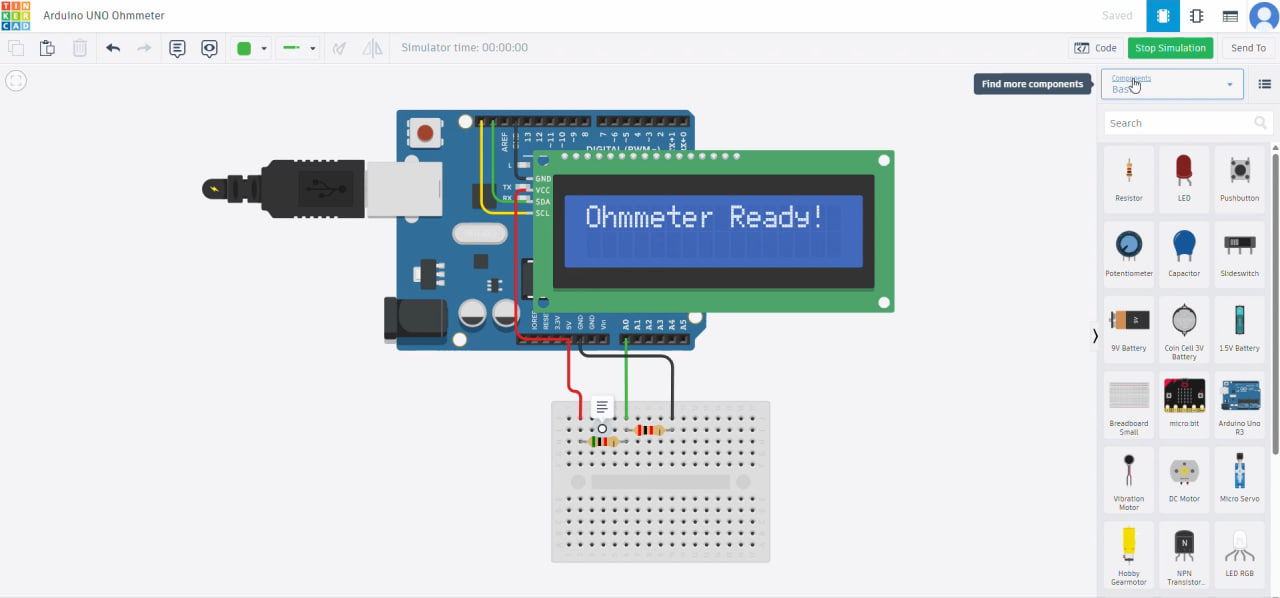 TIN
KER
CAD
Arduino UNO Ohmmeter
Saved
Simulator time: 00:00:00
Code
Stop Simulation
Send To
Find more components
Components
Search
Resistor
LED
Pushbutton
Potentiometer
Capacitor
Slideswitch
9V Battery
Coin Cell 3V
Battery
1.5V Battery
Breadboard
Small
micro:bit
Arduino Uno
R3
Vibration
Motor
DC Motor
Micro Servo
Hobby
Gearmotor
NPN
Transistor...
LED RGB
AREF
13
12
~11
~10
~9
8
7
~6
~5
4
~3
2
TX→1
RX←0
DIGITAL (PWM~)
L
TX
RX
GND
VCC
SDA
SCL
Ohmmeter Ready!
IOREF
RESET
3.3V
5V
GND
GND
Vin
A0
A1
A2
A3
A4
A5
N